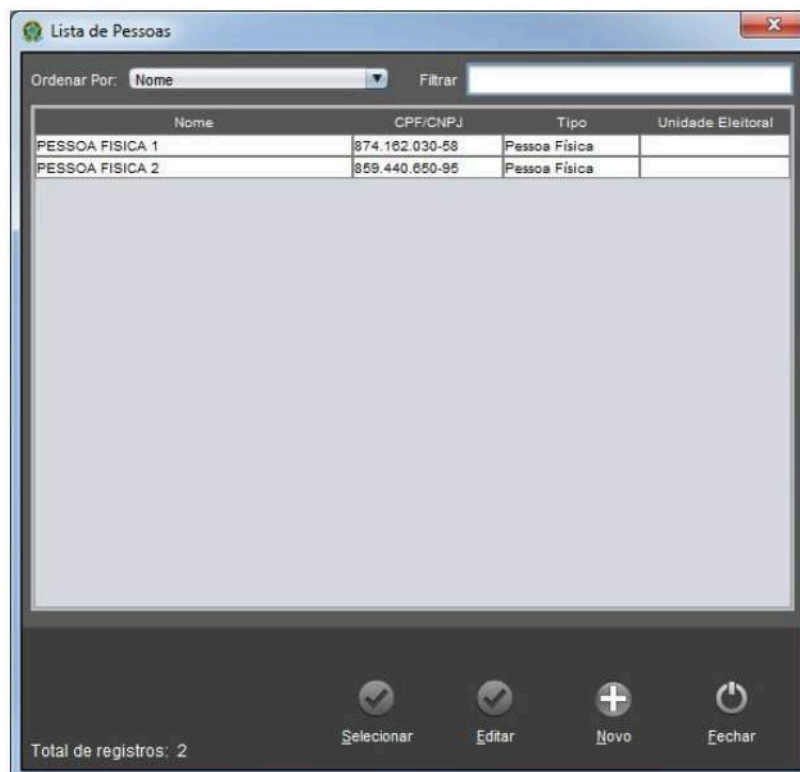 Lista de Pessoas
Ordenar Por: Nome Filtrar
Nome CPF/CNPJ Tipo Unidade Eleitoral
PESSOA FISICA 1 874.162.030-58 Pessoa Física
PESSOA FISICA 2 859.440.650-95 Pessoa Física
Selecionar Editar Novo Fechar
Total de registros: 2